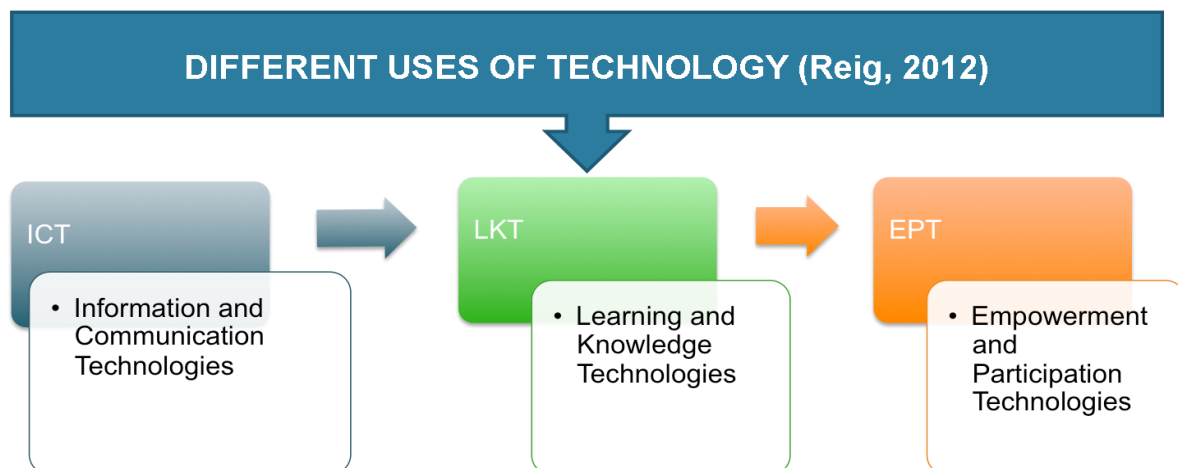 DIFFERENT USES OF TECHNOLOGY (Reig, 2012)
ICT
• Information and
Communication
Technologies
LKT
• Learning and
Knowledge
Technologies
EPT
• Empowerment
and
Participation
Technologies